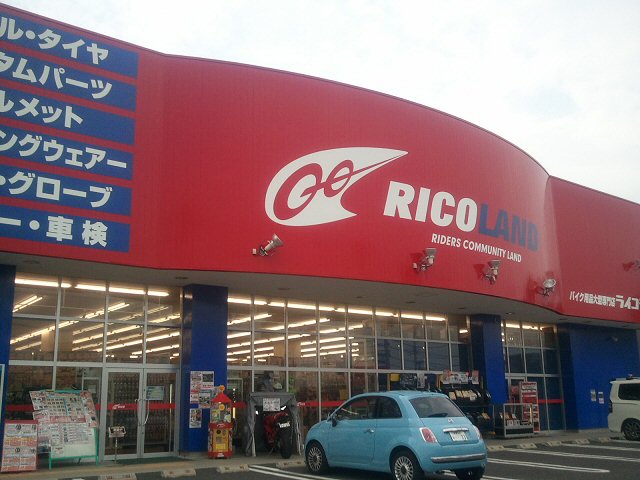 ル・タイヤ
タムパーツ
ルメット
ングウェアー
・グローブ
ー・車検
GO
RICOLAND
RIDERS COMMUNITY LAND
バイク用品大型専門店 ライコ